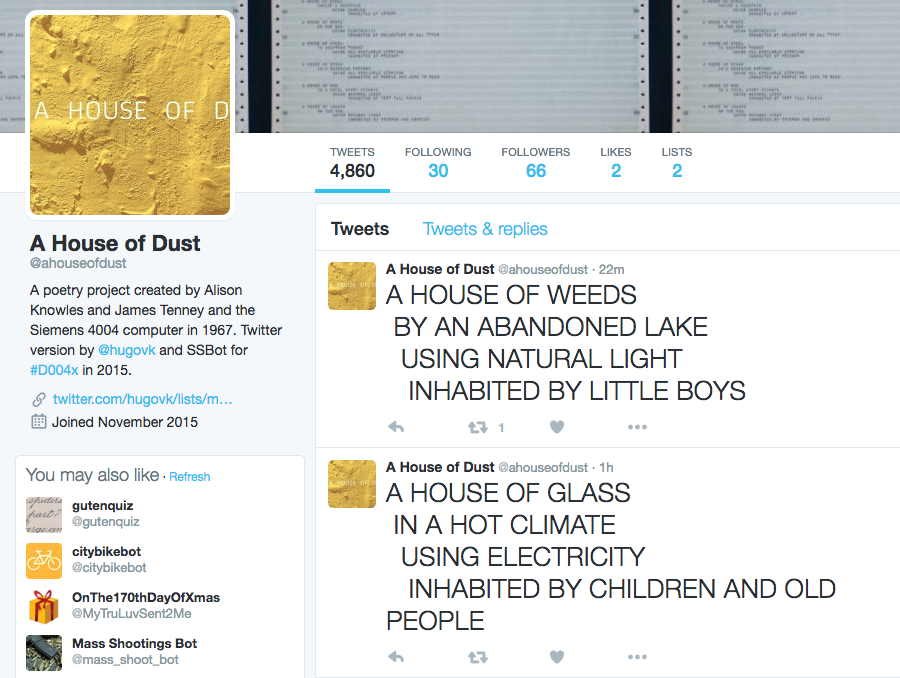 A HOUSE OF D
TWEETS
4,860
FOLLOWING
30
FOLLOWERS
66
LIKES
2
LISTS
2
A House of Dust
@ahouseofdust
A poetry project created by Alison
Knowles and James Tenney and the
Siemens 4004 computer in 1967. Twitter
version by @hugovk and SSBot for
#D004x in 2015.
twitter.com/hugovk/lists/m…
Joined November 2015
You may also like · Refresh
gutenquiz
@gutenquiz
citybikebot
@citybikebot
OnThe170thDayOfXmas
@MyTruLuvSent2Me
Mass Shootings Bot
@mass_shoot_bot
Tweets Tweets & replies
A House of Dust @ahouseofdust · 22m
A HOUSE OF WEEDS
BY AN ABANDONED LAKE
USING NATURAL LIGHT
INHABITED BY LITTLE BOYS
1
A House of Dust @ahouseofdust · 1h
A HOUSE OF GLASS
IN A HOT CLIMATE
USING ELECTRICITY
INHABITED BY CHILDREN AND OLD
PEOPLE